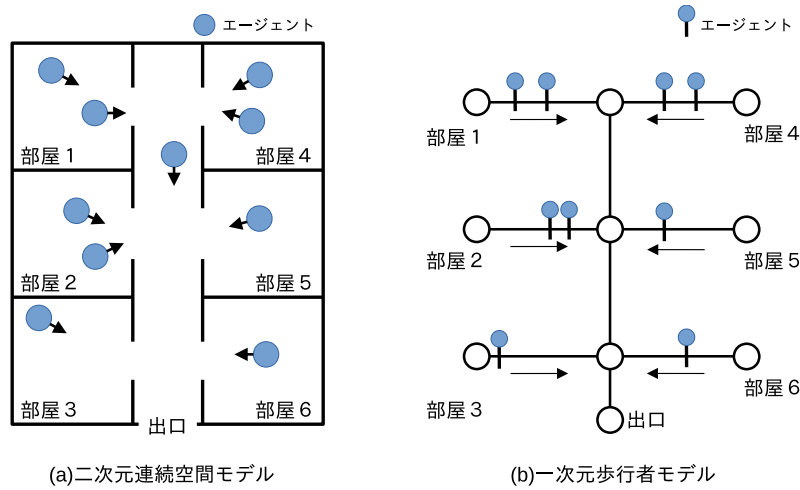 エージェント
部屋1
部屋4
部屋2
部屋5
部屋3
部屋6
出口
(a)二次元連続空間モデル
エージェント
部屋1
部屋4
部屋2
部屋5
部屋3
部屋6
出口
(b)一次元歩行者モデル